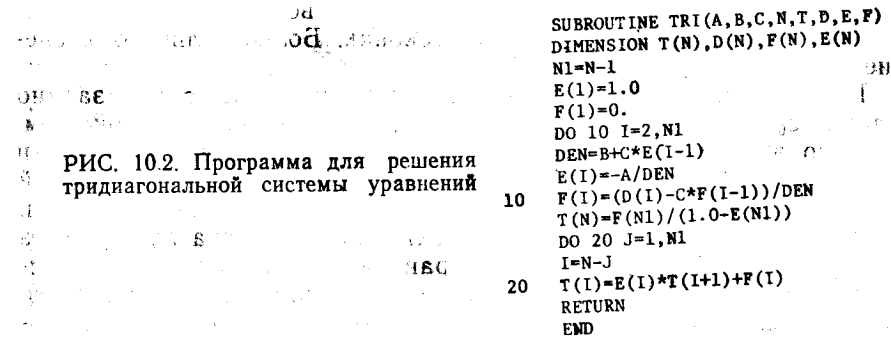 РИС. 10.2. Программа для решения
тридиагональной системы уравнений
SUBROUTINE TRI(A,B,C,N,T,D,E,F)
DIMENSION T(N),D(N),F(N),E(N)
N1=N-1
E(1)=1.0
F(1)=0.
DO 10 I=2,N1
DEN=B+C*E(I-1)
E(I)=-A/DEN
10 F(I)=(D(I)-C*F(I-1))/DEN
T(N)=F(N1)/(1.0-E(N1))
DO 20 J=1,N1
I=N-J
20 T(I)=E(I)*T(I+1)+F(I)
RETURN
END